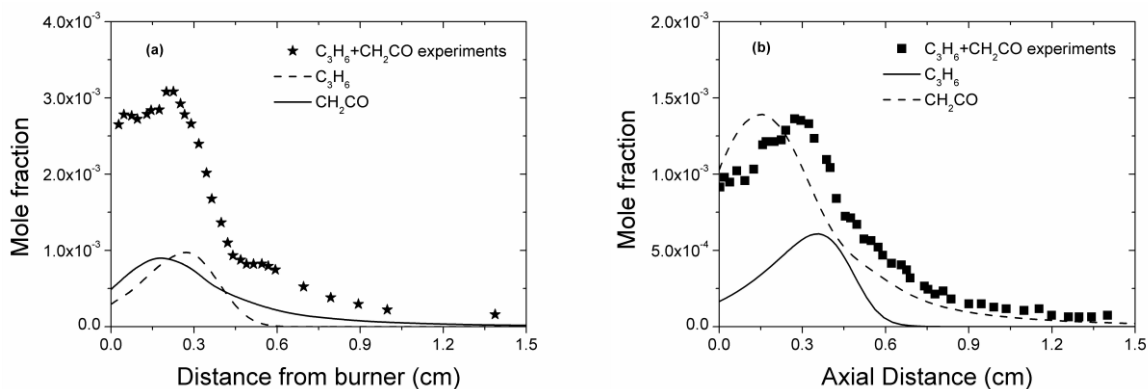 4.0x10⁻³
(a)
C₃H₆+CH₂CO experiments
C₃H₆
CH₂CO
3.0x10⁻³
2.0x10⁻³
1.0x10⁻³
0.0
Mole fraction
0.0 0.3 0.6 0.9 1.2 1.5
Distance from burner (cm)
2.0x10⁻³
(b)
C₃H₆+CH₂CO experiments
C₃H₆
CH₂CO
1.5x10⁻³
1.0x10⁻³
5.0x10⁻⁴
0.0
Mole fraction
0.0 0.3 0.6 0.9 1.2 1.5
Axial Distance (cm)